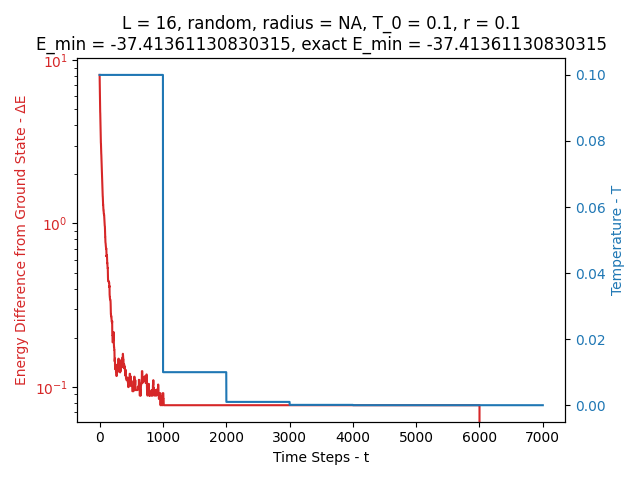 L = 16, random, radius = NA, T_0 = 0.1, r = 0.1
E_min = -37.41361130830315, exact E_min = -37.41361130830315
Energy Difference from Ground State - ΔE
10¹
10⁰
10⁻¹
0.10
0.08
0.06
0.04
0.02
0.00
Temperature - T
0 1000 2000 3000 4000 5000 6000 7000
Time Steps - t